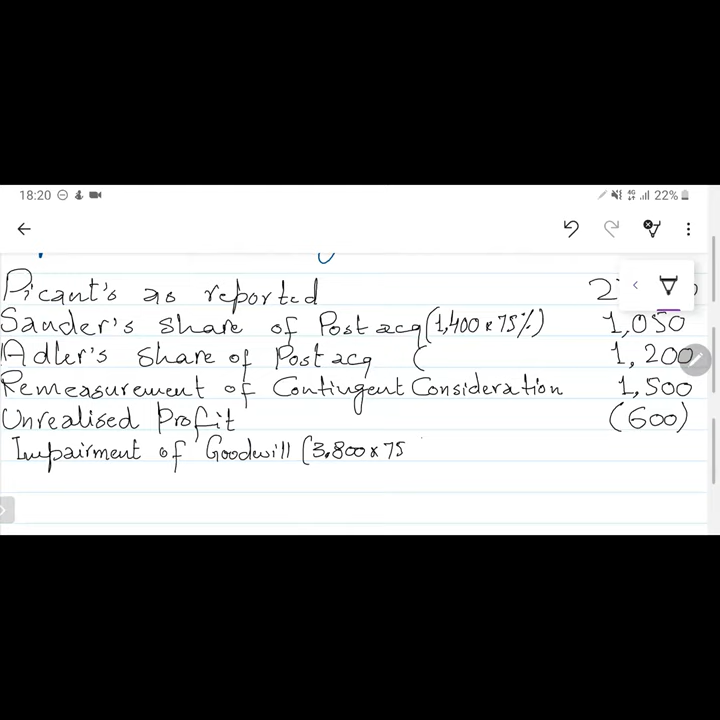 18:20 4G 22%
Picant's as reported
Sander's share of Post acq (1,400 x 75%) 1,050
Adler's share of Post acq ( 1,200
Remeasurement of Contingent Consideration 1,500
Unrealised Profit (600)
Impairment of Goodwill (3,800 x 75